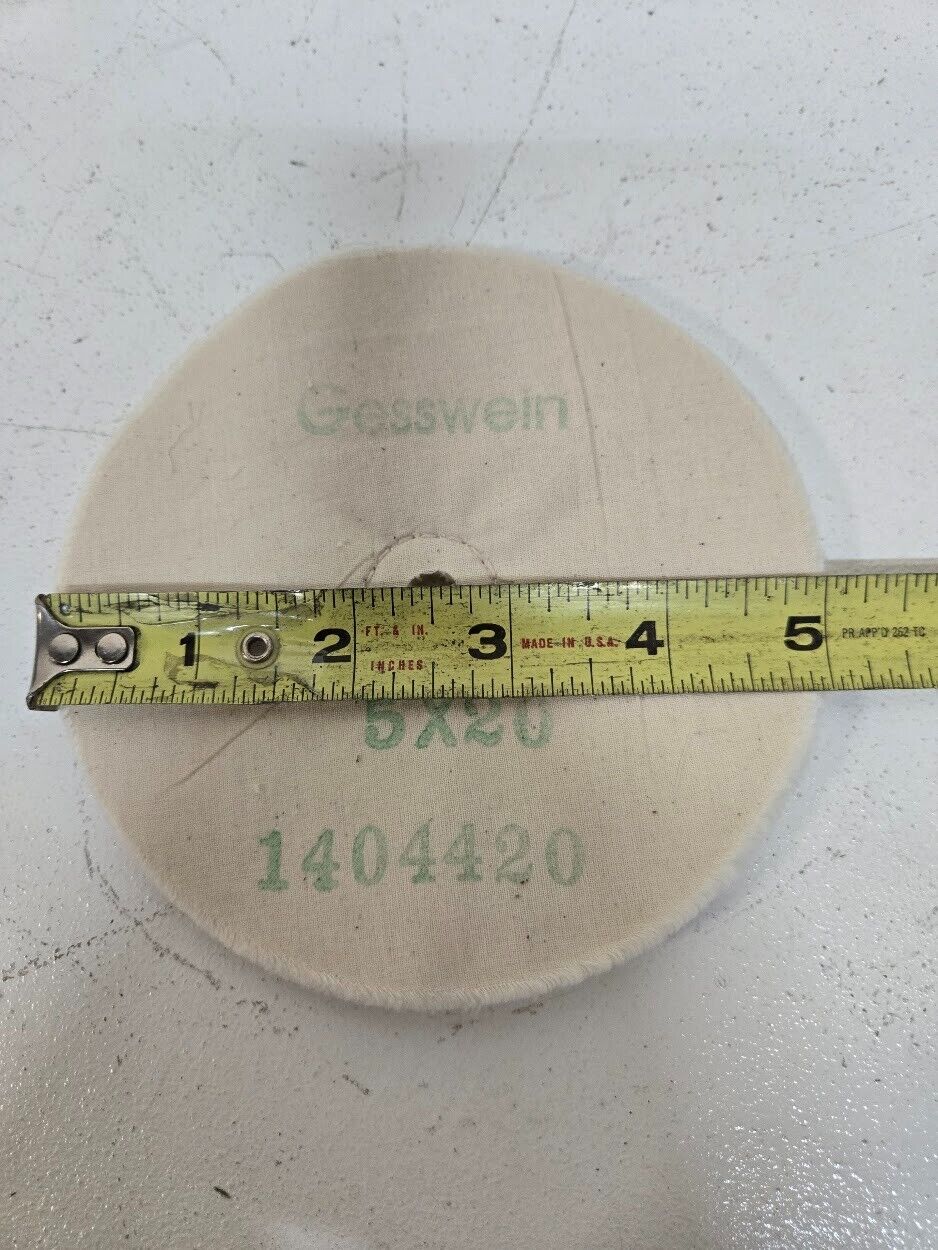 Gesswein
1 2 FT. & IN. INCHES 3 MADE IN U.S.A. 4 5 PR. APP'D 262 TC
5X20
1404420